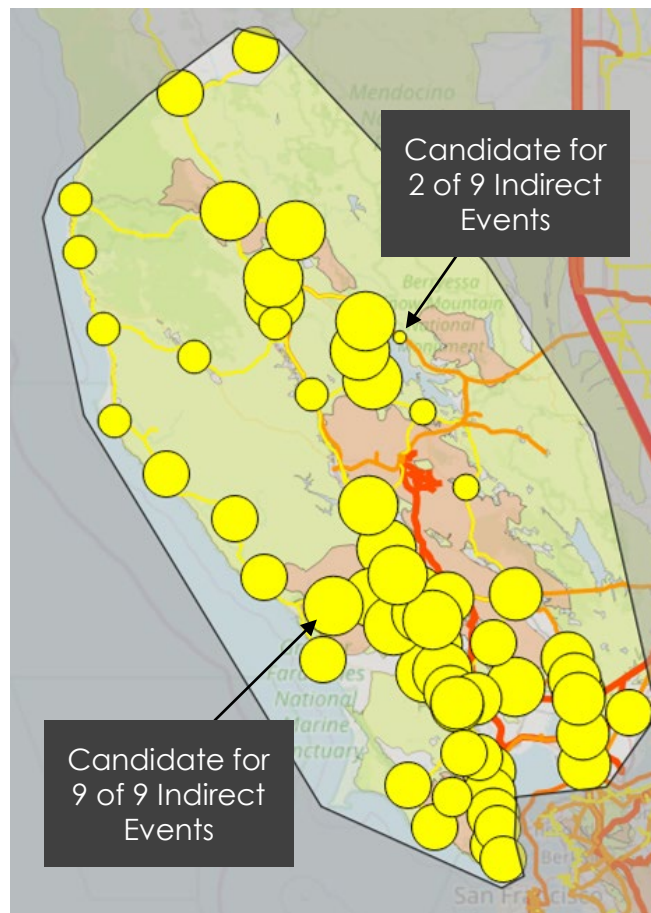 Mendocino
Candidate for
2 of 9 Indirect
Events
Berryessa
Snow Mountain
National
Monument
Farallones
National
Marine
Sanctuary
Candidate for
9 of 9 Indirect
Events
San Francisco